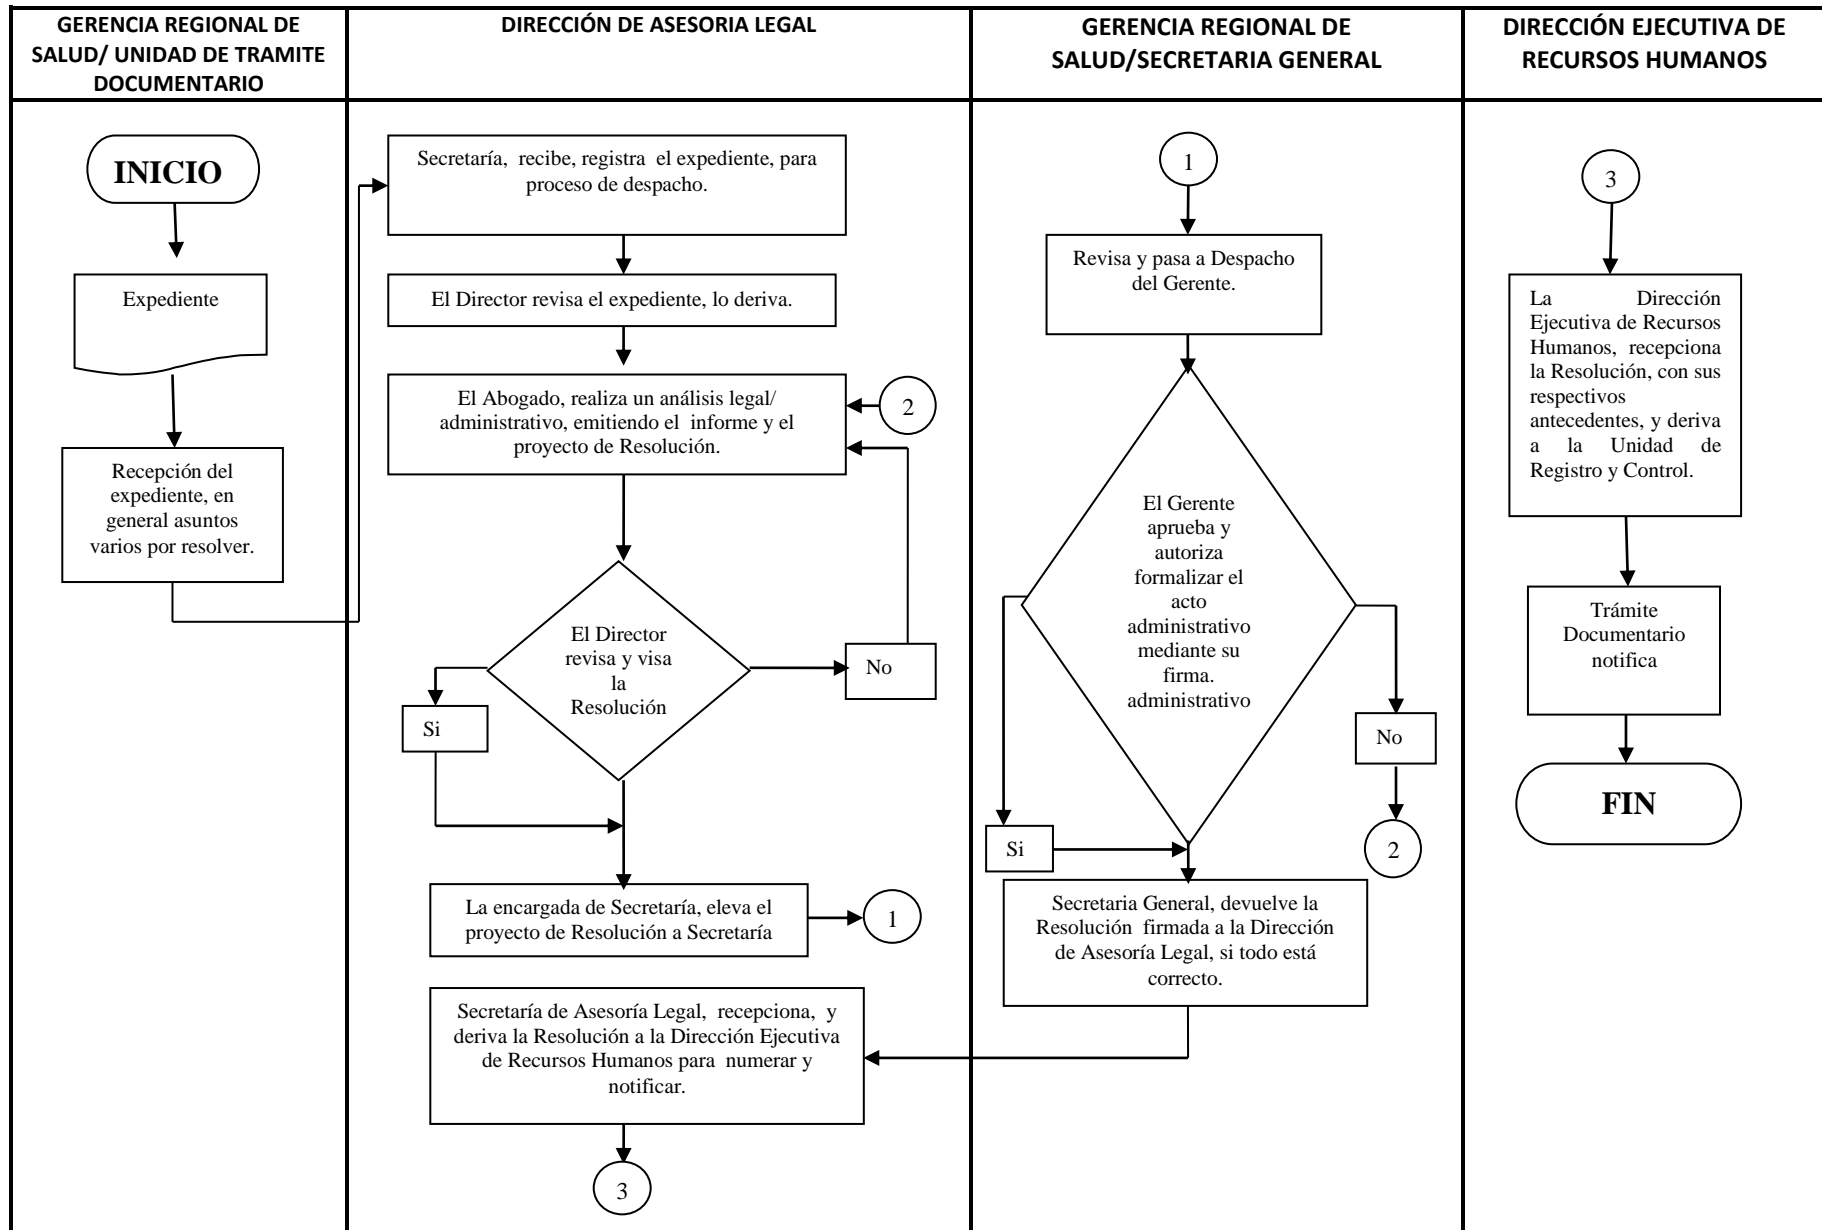 GERENCIA REGIONAL DE
SALUD/ UNIDAD DE TRAMITE
DOCUMENTARIO
DIRECCIÓN DE ASESORIA LEGAL
GERENCIA REGIONAL DE
SALUD/SECRETARIA GENERAL
DIRECCIÓN EJECUTIVA DE
RECURSOS HUMANOS
INICIO
Expediente
Recepción del
expediente, en
general asuntos
varios por resolver.
Secretaría, recibe, registra el expediente, para
proceso de despacho.
El Director revisa el expediente, lo deriva.
El Abogado, realiza un análisis legal/
administrativo, emitiendo el informe y el
proyecto de Resolución.
2
El Director
revisa y visa
la
Resolución
No
Si
La encargada de Secretaría, eleva el
proyecto de Resolución a Secretaría
1
Secretaría de Asesoría Legal, recepciona, y
deriva la Resolución a la Dirección Ejecutiva
de Recursos Humanos para numerar y
notificar.
3
1
Revisa y pasa a Despacho
del Gerente.
El Gerente
aprueba y
autoriza
formalizar el
acto
administrativo
mediante su
firma.
administrativo
No
Si
2
Secretaria General, devuelve la
Resolución firmada a la Dirección
de Asesoría Legal, si todo está
correcto.
3
La Dirección
Ejecutiva de Recursos
Humanos, recepciona
la Resolución, con sus
respectivos
antecedentes, y deriva
a la Unidad de
Registro y Control.
Trámite
Documentario
notifica
FIN